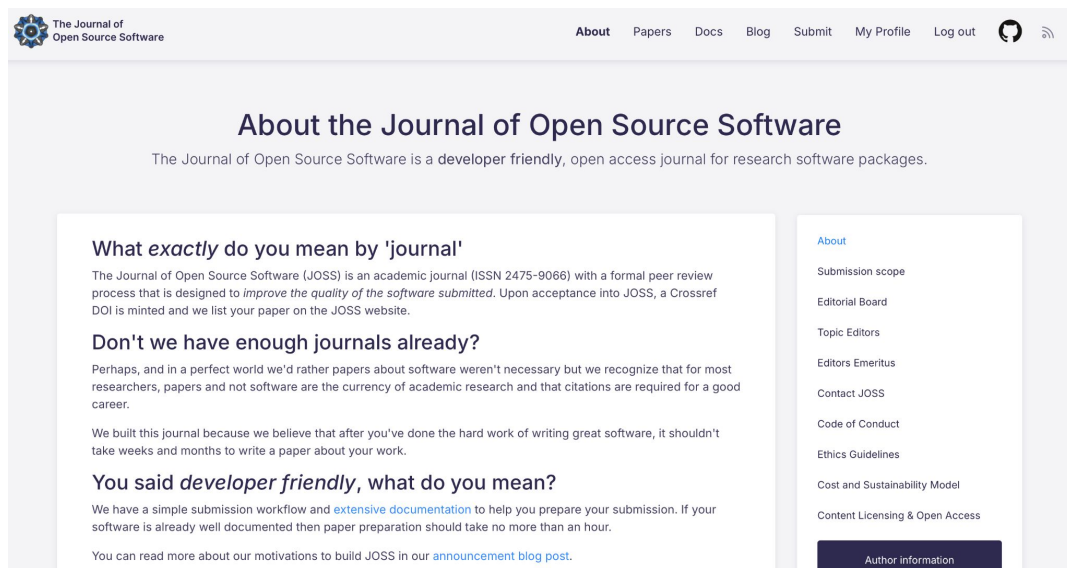 The Journal of
Open Source Software
About Papers Docs Blog Submit My Profile Log out
About the Journal of Open Source Software
The Journal of Open Source Software is a developer friendly, open access journal for research software packages.
What exactly do you mean by 'journal'
The Journal of Open Source Software (JOSS) is an academic journal (ISSN 2475-9066) with a formal peer review
process that is designed to improve the quality of the software submitted. Upon acceptance into JOSS, a Crossref
DOI is minted and we list your paper on the JOSS website.
Don't we have enough journals already?
Perhaps, and in a perfect world we'd rather papers about software weren't necessary but we recognize that for most
researchers, papers and not software are the currency of academic research and that citations are required for a good
career.
We built this journal because we believe that after you've done the hard work of writing great software, it shouldn't
take weeks and months to write a paper about your work.
You said developer friendly, what do you mean?
We have a simple submission workflow and extensive documentation to help you prepare your submission. If your
software is already well documented then paper preparation should take no more than an hour.
You can read more about our motivations to build JOSS in our announcement blog post.
About
Submission scope
Editorial Board
Topic Editors
Editors Emeritus
Contact JOSS
Code of Conduct
Ethics Guidelines
Cost and Sustainability Model
Content Licensing & Open Access
Author information